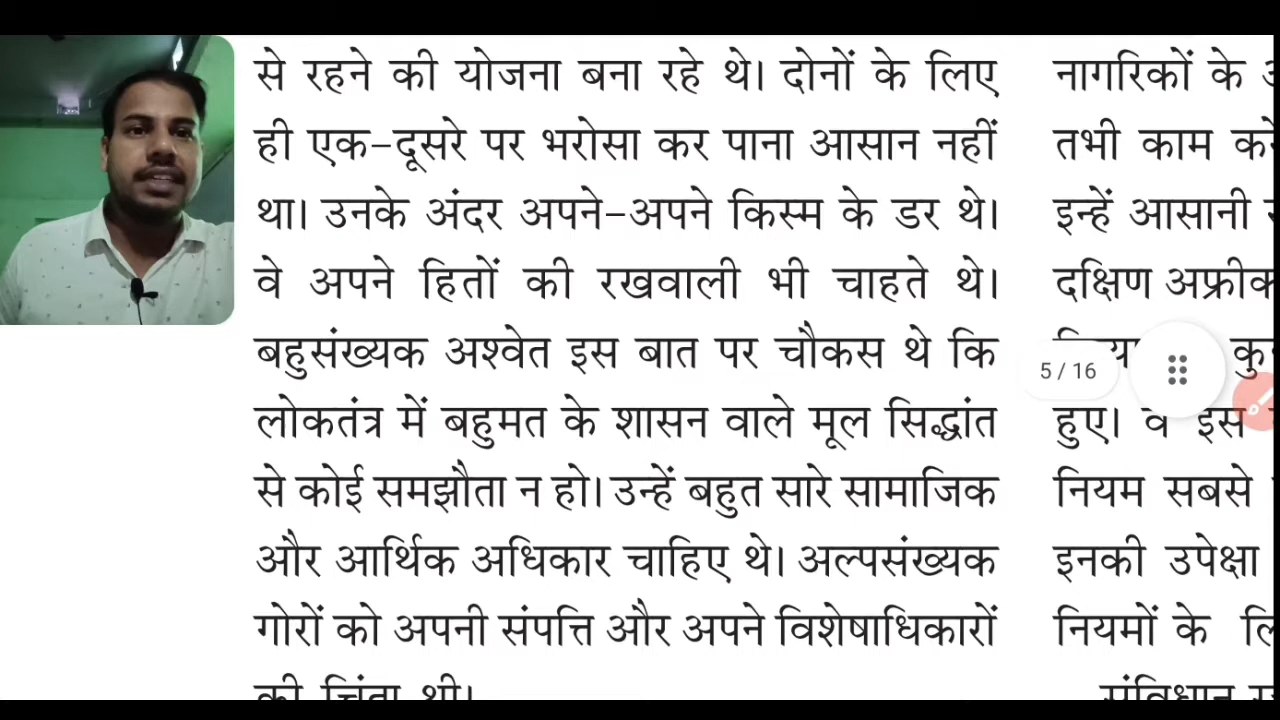 से रहने की योजना बना रहे थे। दोनों के लिए
ही एक-दूसरे पर भरोसा कर पाना आसान नहीं
था। उनके अंदर अपने-अपने किस्म के डर थे।
वे अपने हितों की रखवाली भी चाहते थे।
बहुसंख्यक अश्वेत इस बात पर चौकस थे कि
लोकतंत्र में बहुमत के शासन वाले मूल सिद्धांत
से कोई समझौता न हो। उन्हें बहुत सारे सामाजिक
और आर्थिक अधिकार चाहिए थे। अल्पसंख्यक
गोरों को अपनी संपत्ति और अपने विशेषाधिकारों
की चिंता थी।
नागरिकों के
तभी काम
इन्हें आसानी
दक्षिण
5 / 16
हुए। वे इस
नियम सबसे
इनकी उपेक्षा
नियमों के
संविधान